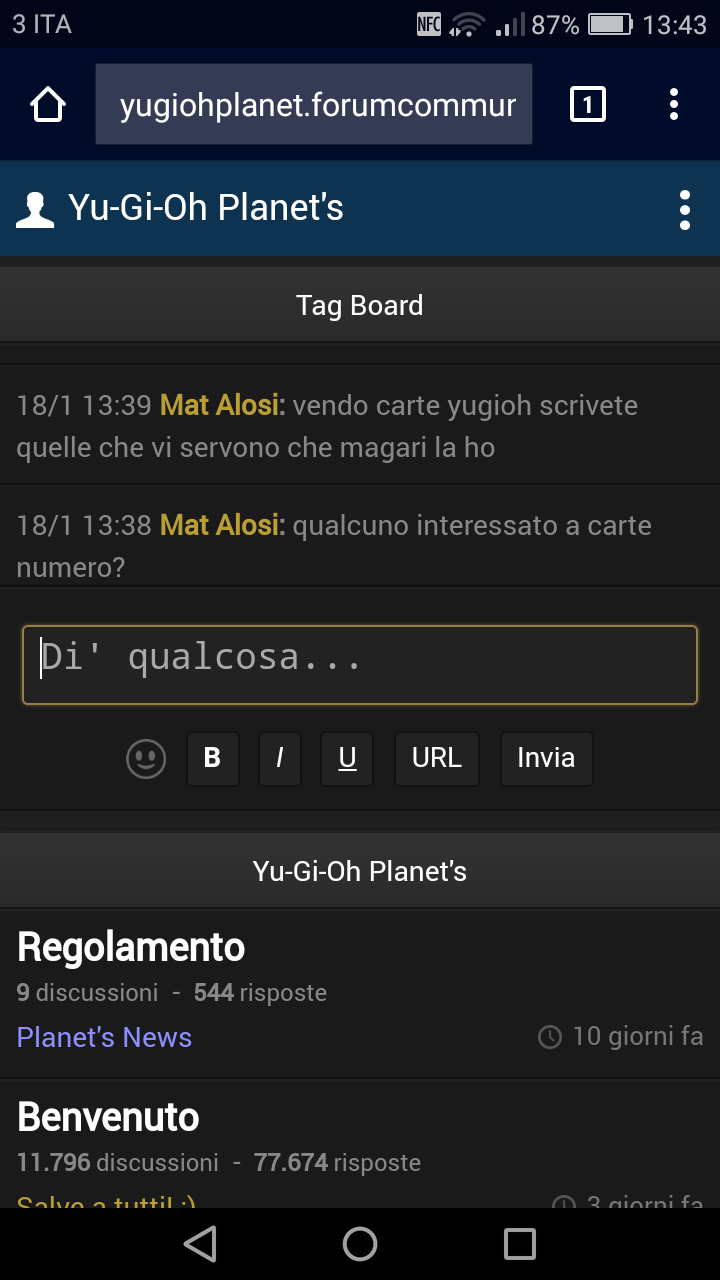 3 ITA
NFC
87%
13:43
yugiohplanet.forumcommur
1
Yu-Gi-Oh Planet's
Tag Board
18/1 13:39 Mat Alosi: vendo carte yugioh scrivete
quelle che vi servono che magari la ho
18/1 13:38 Mat Alosi: qualcuno interessato a carte
numero?
Di' qualcosa...
B I U URL Invia
Yu-Gi-Oh Planet's
Regolamento
9 discussioni - 544 risposte
Planet's News 10 giorni fa
Benvenuto
11.796 discussioni - 77.674 risposte
Salve a tutti! :) 3 giorni fa